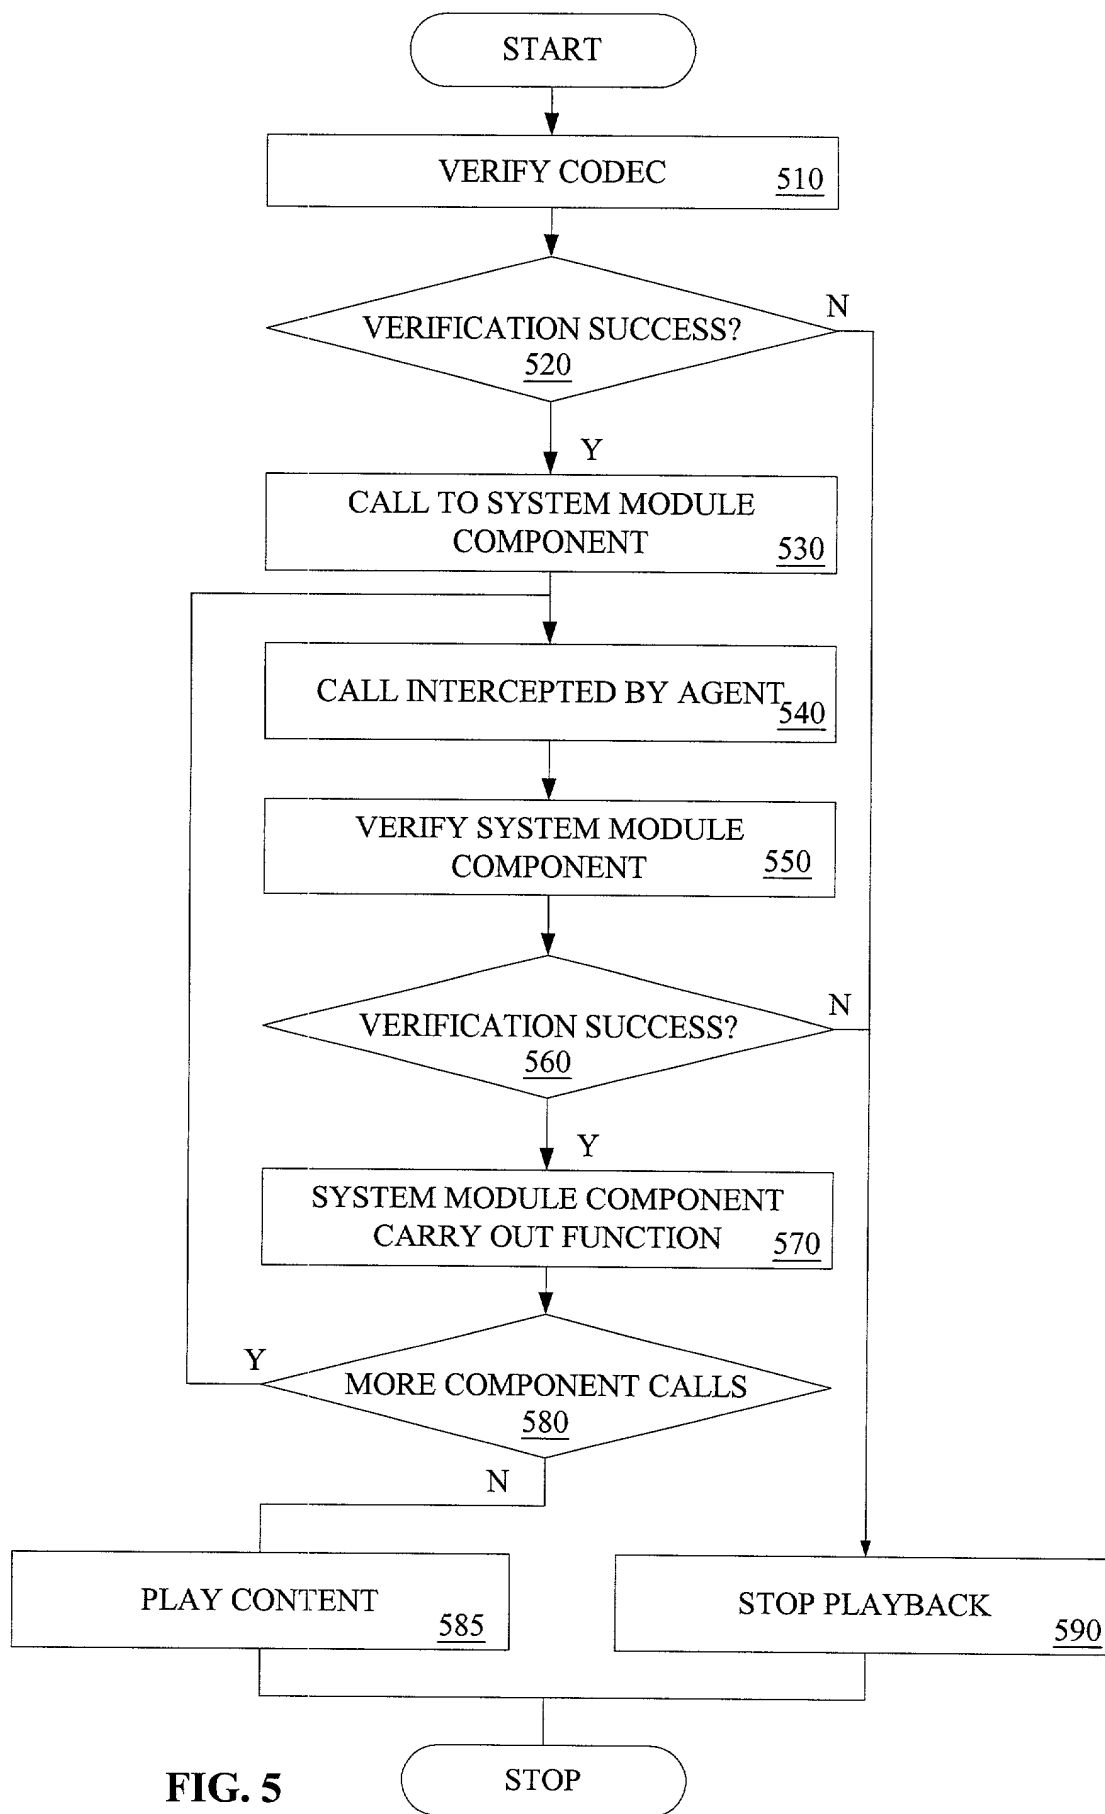 START
VERIFY CODEC
510
N
VERIFICATION SUCCESS?
520
Y
CALL TO SYSTEM MODULE
COMPONENT
530
CALL INTERCEPTED BY AGENT
540
VERIFY SYSTEM MODULE
COMPONENT
550
N
VERIFICATION SUCCESS?
560
Y
SYSTEM MODULE COMPONENT
CARRY OUT FUNCTION
570
Y
MORE COMPONENT CALLS
580
N
PLAY CONTENT
585
STOP PLAYBACK
590
STOP
FIG. 5